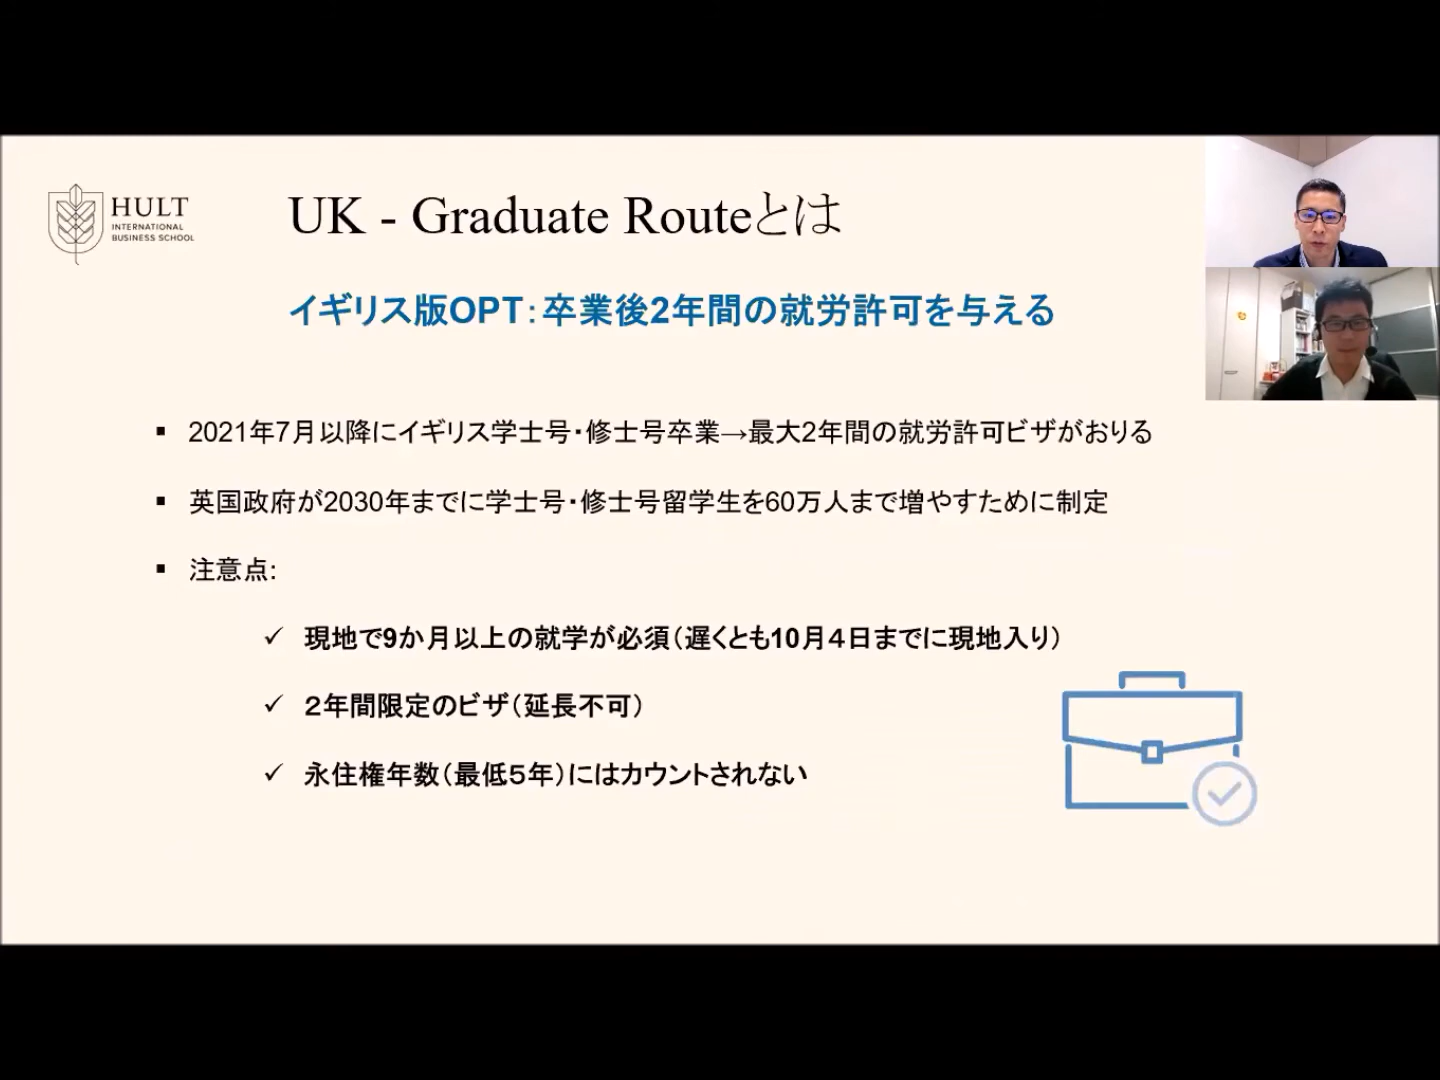 HULT
INTERNATIONAL
BUSINESS SCHOOL
UK - Graduate Routeとは
イギリス版OPT：卒業後2年間の就労許可を与える
▪ 2021年7月以降にイギリス学士号・修士号卒業→最大2年間の就労許可ビザがおりる
▪ 英国政府が2030年までに学士号・修士号留学生を60万人まで増やすために制定
▪ 注意点:
✓ 現地で9か月以上の就学が必須（遅くとも10月４日までに現地入り）
✓ ２年間限定のビザ（延長不可）
✓ 永住権年数（最低５年）にはカウントされない